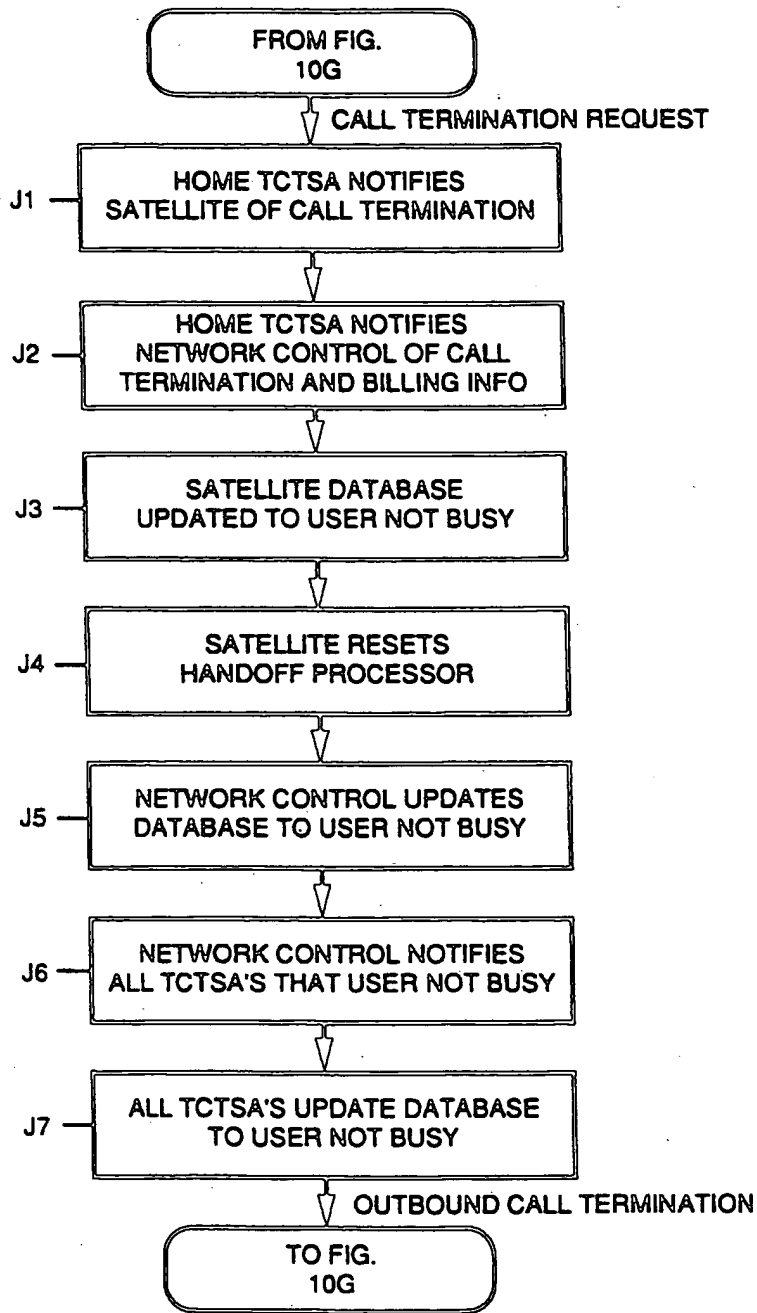 FROM FIG.
10G
CALL TERMINATION REQUEST
J1
HOME TCTSA NOTIFIES
SATELLITE OF CALL TERMINATION
J2
HOME TCTSA NOTIFIES
NETWORK CONTROL OF CALL
TERMINATION AND BILLING INFO
J3
SATELLITE DATABASE
UPDATED TO USER NOT BUSY
J4
SATELLITE RESETS
HANDOFF PROCESSOR
J5
NETWORK CONTROL UPDATES
DATABASE TO USER NOT BUSY
J6
NETWORK CONTROL NOTIFIES
ALL TCTSA'S THAT USER NOT BUSY
J7
ALL TCTSA'S UPDATE DATABASE
TO USER NOT BUSY
OUTBOUND CALL TERMINATION
TO FIG.
10G